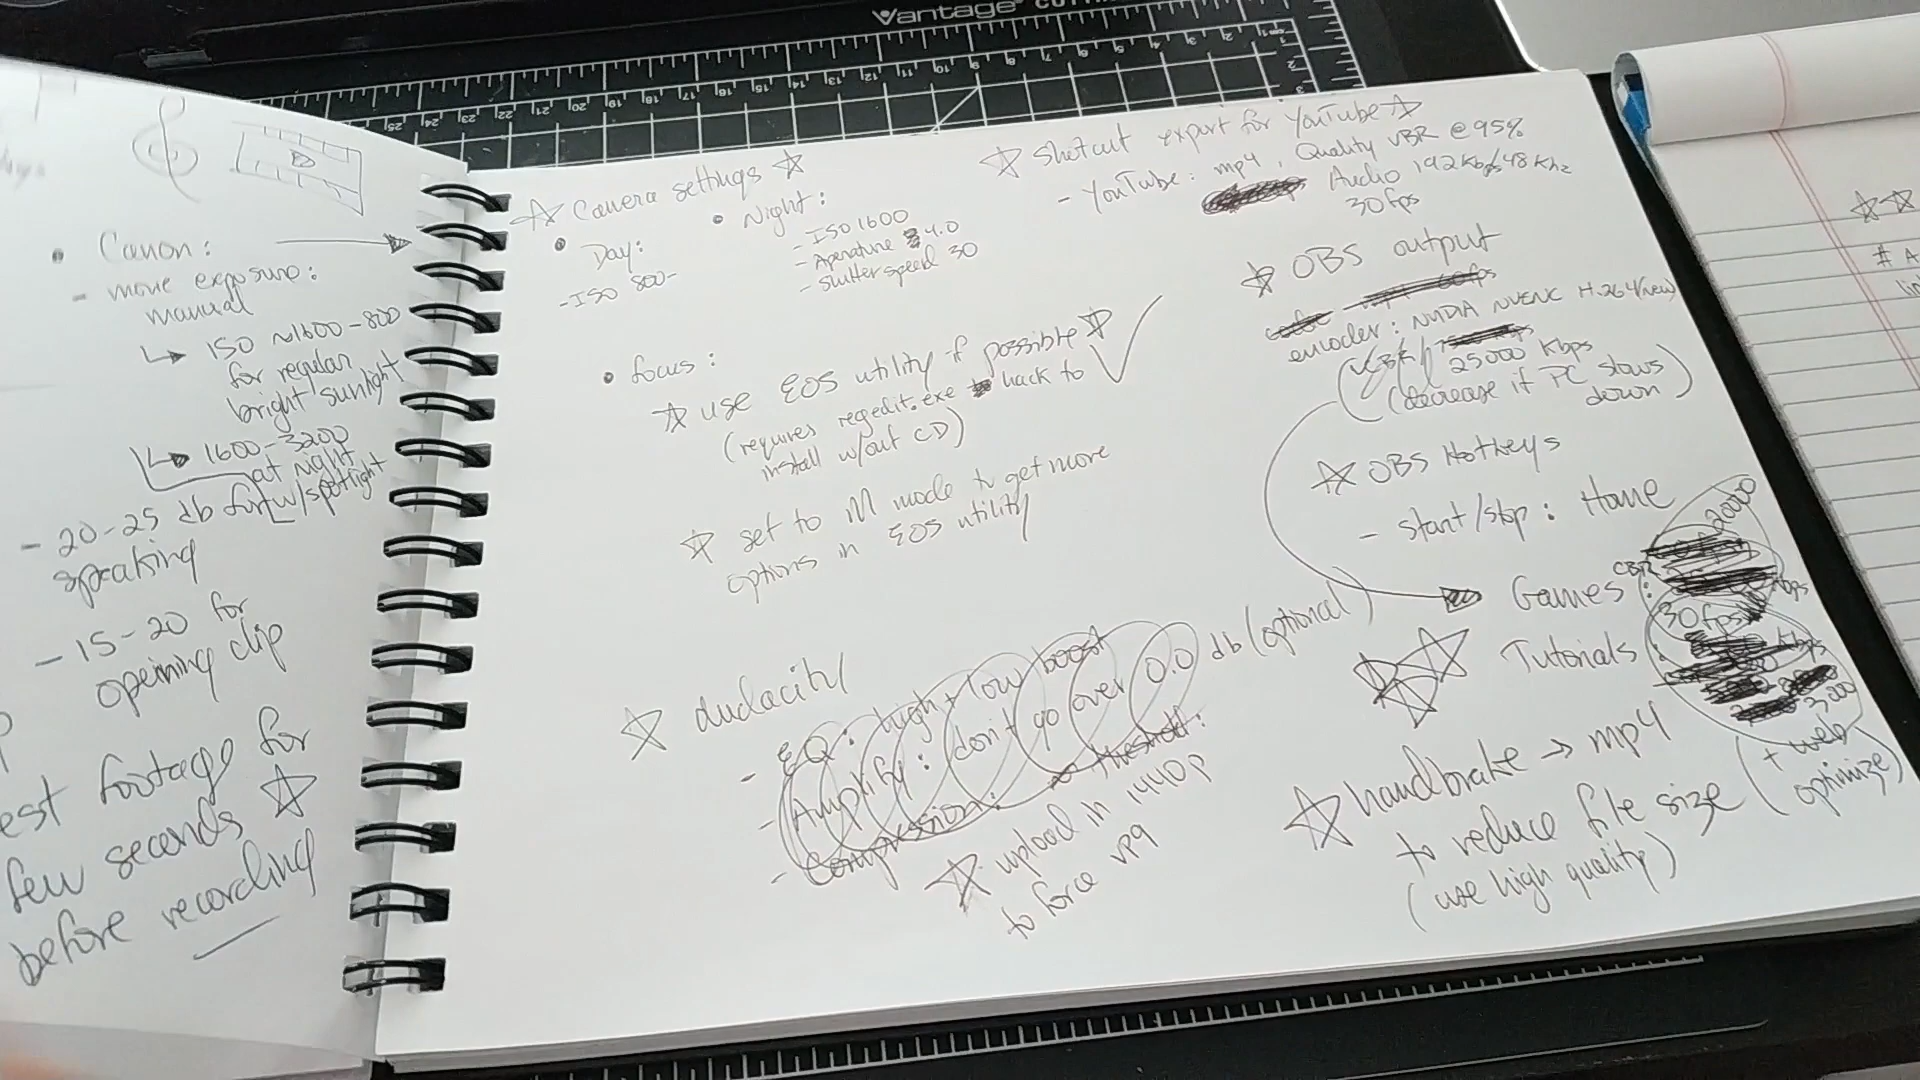 Vantage
• Canon:
- move exposure:
manual
↳ ISO ~1600-800
for regular
bright sunlight
↳ 1600-3200
at night
w/spotlight
- 20-25 db for
speaking
- 15-20 for
opening clip
est footage for
few seconds ☆
before recording
☆ Camera settings ☆
• Day:
- ISO 800-
• Night:
- ISO 1600
- Aperature 4.0
- Shutter speed 30
• focus:
☆ use EOS utility if possible ☆
(requires regedit.exe hack to
install w/out CD)
☆ set to M mode to get more
options in EOS utility
☆ audacity
- EQ: high + low boost
- Amplify: don't go over 0.0 db (optional)
- Compression: threshold:
☆ upload in 1440p
to force vp9
☆ Shotcut export for YouTube ☆
- YouTube: mp4, Quality VBR @ 95%
Audio 192 Kbps/48 Khz
30 fps
☆ OBS output
60fps
encoder: NVIDIA NVENC H.264 (new)
25000 Kbps
(decrease if PC slows
down)
☆ OBS Hotkeys
- start/stop: Home
20000
Games: CBR
30 fps
Tutorials:
☆ handbrake → mp4
to reduce file size (+ web
optimize)
(use high quality)
☆☆
# A